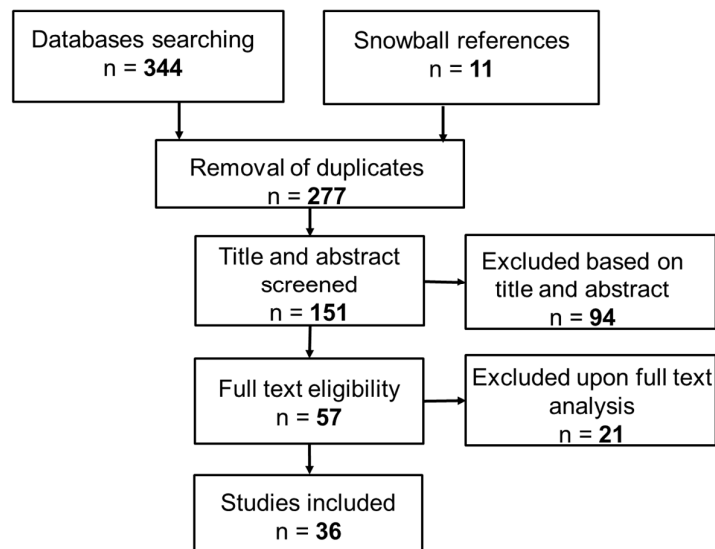 Databases searching
n = 344
Snowball references
n = 11
Removal of duplicates
n = 277
Title and abstract
screened
n = 151
Excluded based on
title and abstract
n = 94
Full text eligibility
n = 57
Excluded upon full text
analysis
n = 21
Studies included
n = 36